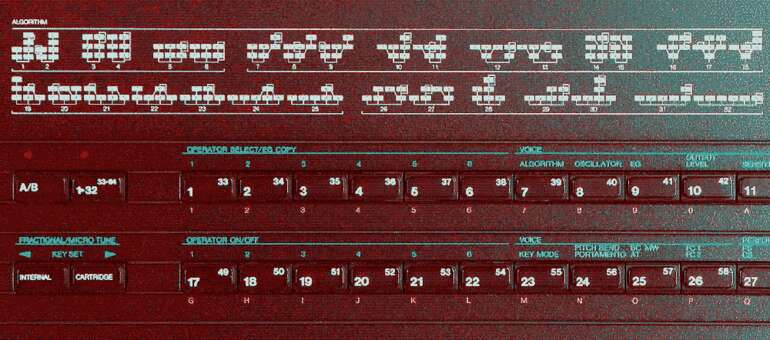 ALGORITHM
2 3 4 5 6 7 8 9 10 11 12 13 14 15 16 17
19 20 21 22 23 24 25 26 27 28 29 30 31 32
OPERATOR SELECT/EG COPY VOICE
1 2 3 4 5 6 ALGORITHM OSCILLATOR EG OUTPUT LEVEL
A/B 1-32 33-64 1 33 2 34 3 35 4 36 5 37 6 38 7 39 8 40 9 41 10 42 11
1 2 3 4 5 6 7 8 9 0 A
FRACTIONAL/MICRO TUNE OPERATOR ON/OFF VOICE
KEY SET 1 2 3 4 5 6 KEY MODE PITCH BEND PORTAMENTO BC MW AT FC 1 FC 2
INTERNAL CARTRIDGE 17 49 18 50 19 51 20 52 21 53 22 54 23 55 24 56 25 57 26 58 27
G H I J K L M N O P Q